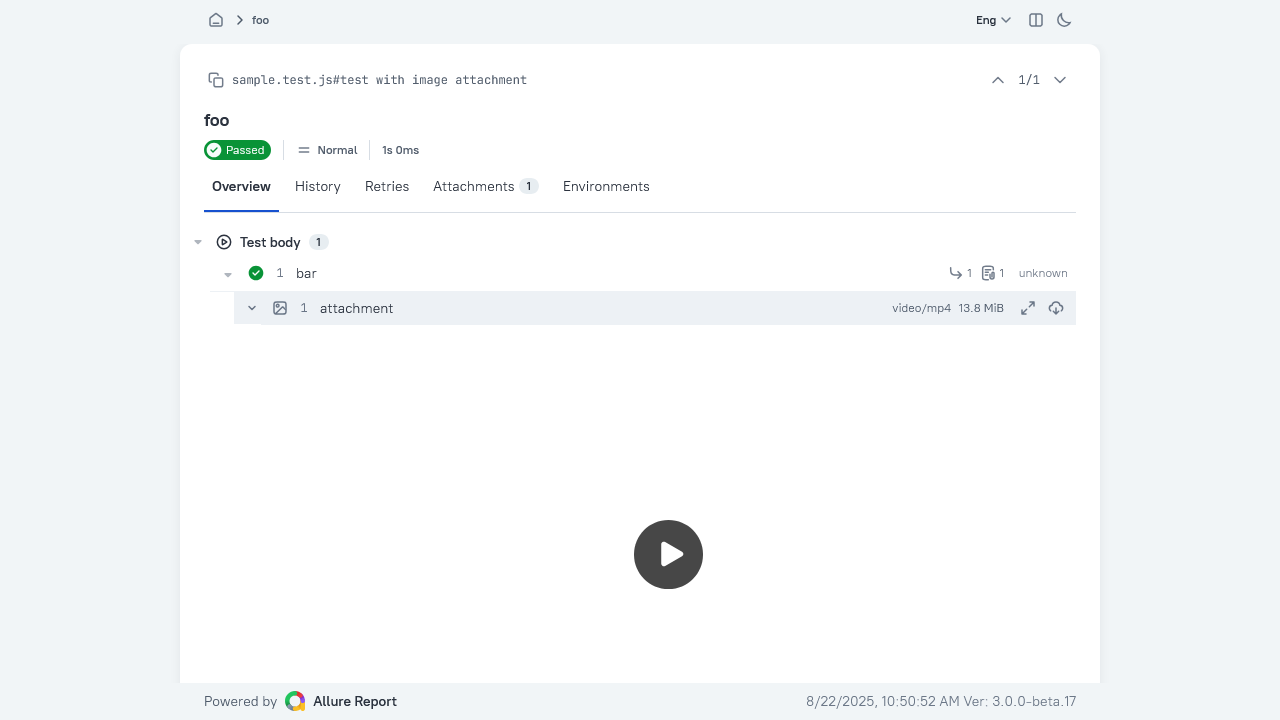 foo
Eng
sample.test.js#test with image attachment
1/1
foo
Passed
Normal
1s 0ms
Overview
History
Retries
Attachments 1
Environments
Test body 1
1 bar
1
1
unknown
1 attachment
video/mp4 13.8 MiB
Powered by Allure Report
8/22/2025, 10:50:52 AM Ver: 3.0.0-beta.17